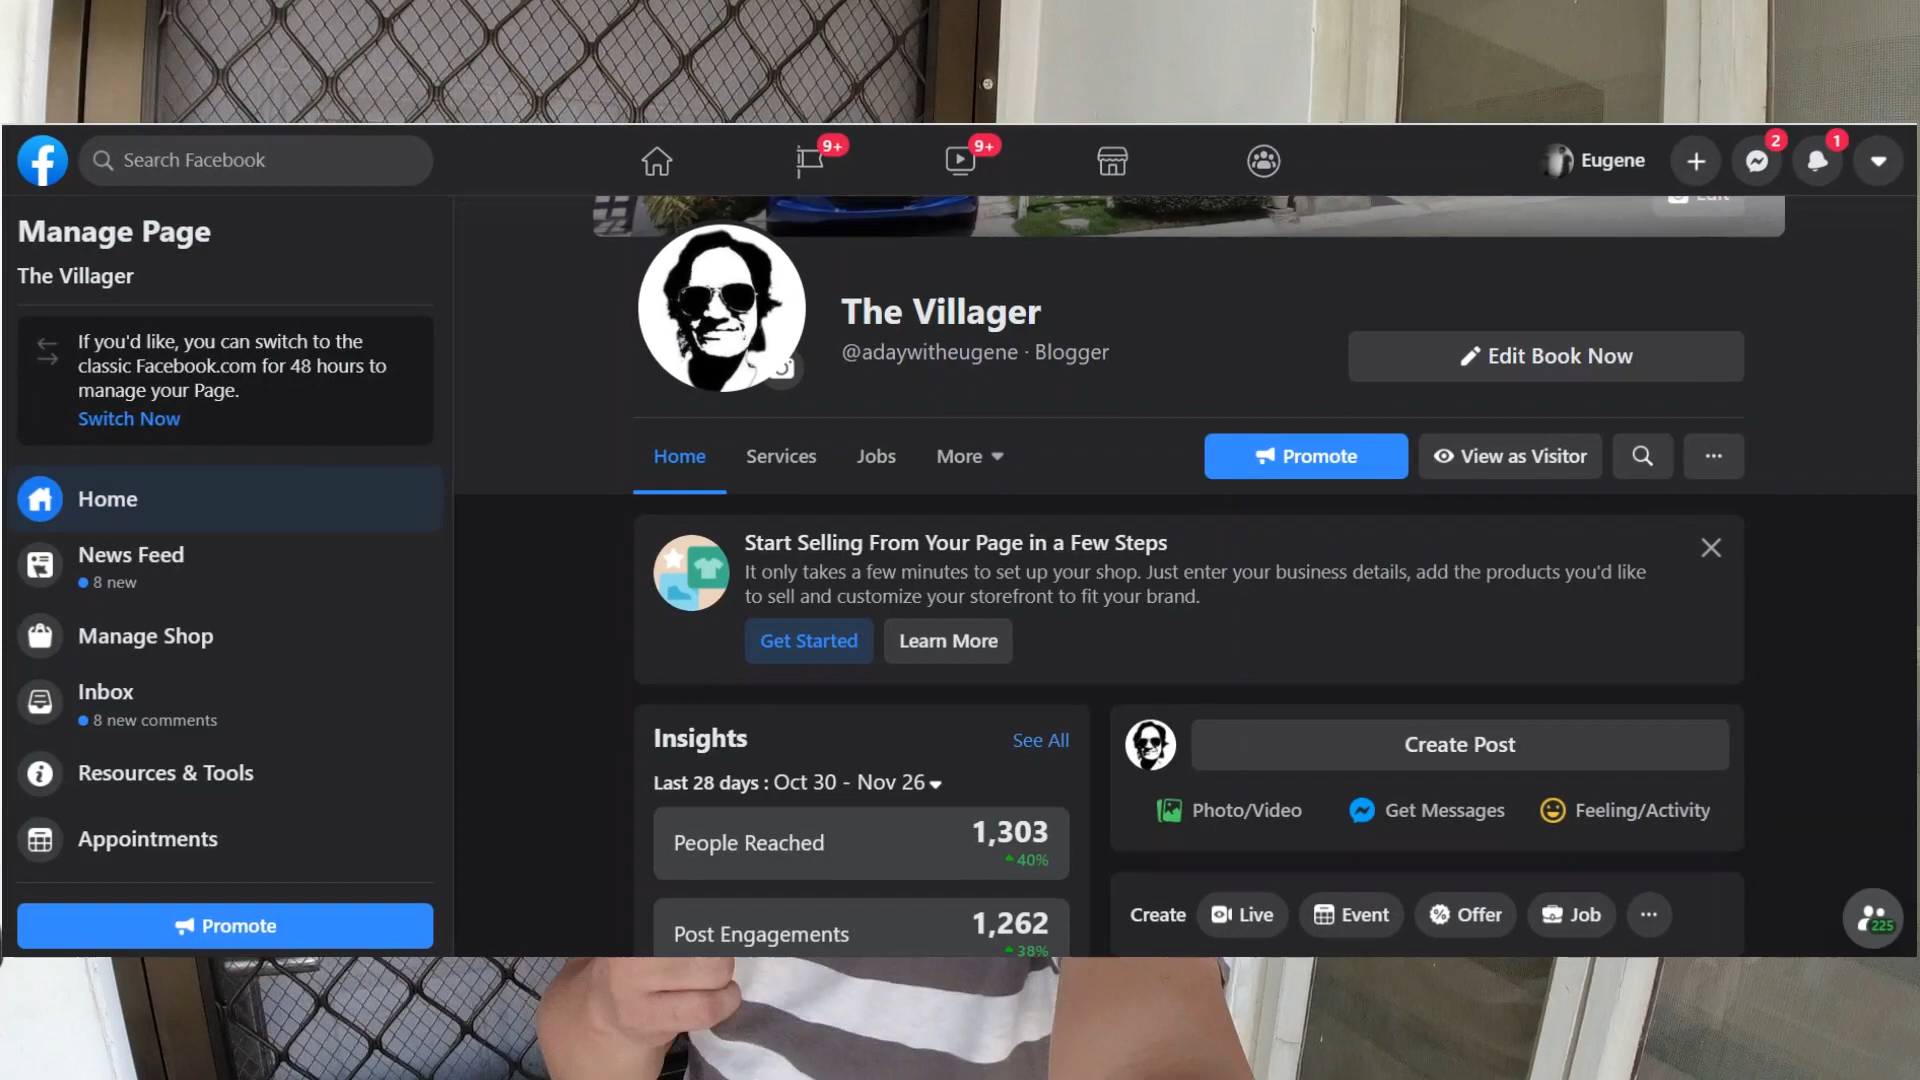 Search Facebook
9+
9+
Eugene
2
1
Manage Page
The Villager
If you'd like, you can switch to the
classic Facebook.com for 48 hours to
manage your Page.
Switch Now
Home
News Feed
8 new
Manage Shop
Inbox
8 new comments
Resources & Tools
Appointments
Promote
Edit
The Villager
@adaywitheugene · Blogger
Edit Book Now
Home
Services
Jobs
More
Promote
View as Visitor
Start Selling From Your Page in a Few Steps
It only takes a few minutes to set up your shop. Just enter your business details, add the products you'd like
to sell and customize your storefront to fit your brand.
Get Started
Learn More
Insights
See All
Last 28 days : Oct 30 - Nov 26
People Reached
1,303
40%
Post Engagements
1,262
38%
Create Post
Photo/Video
Get Messages
Feeling/Activity
Create
Live
Event
Offer
Job
225